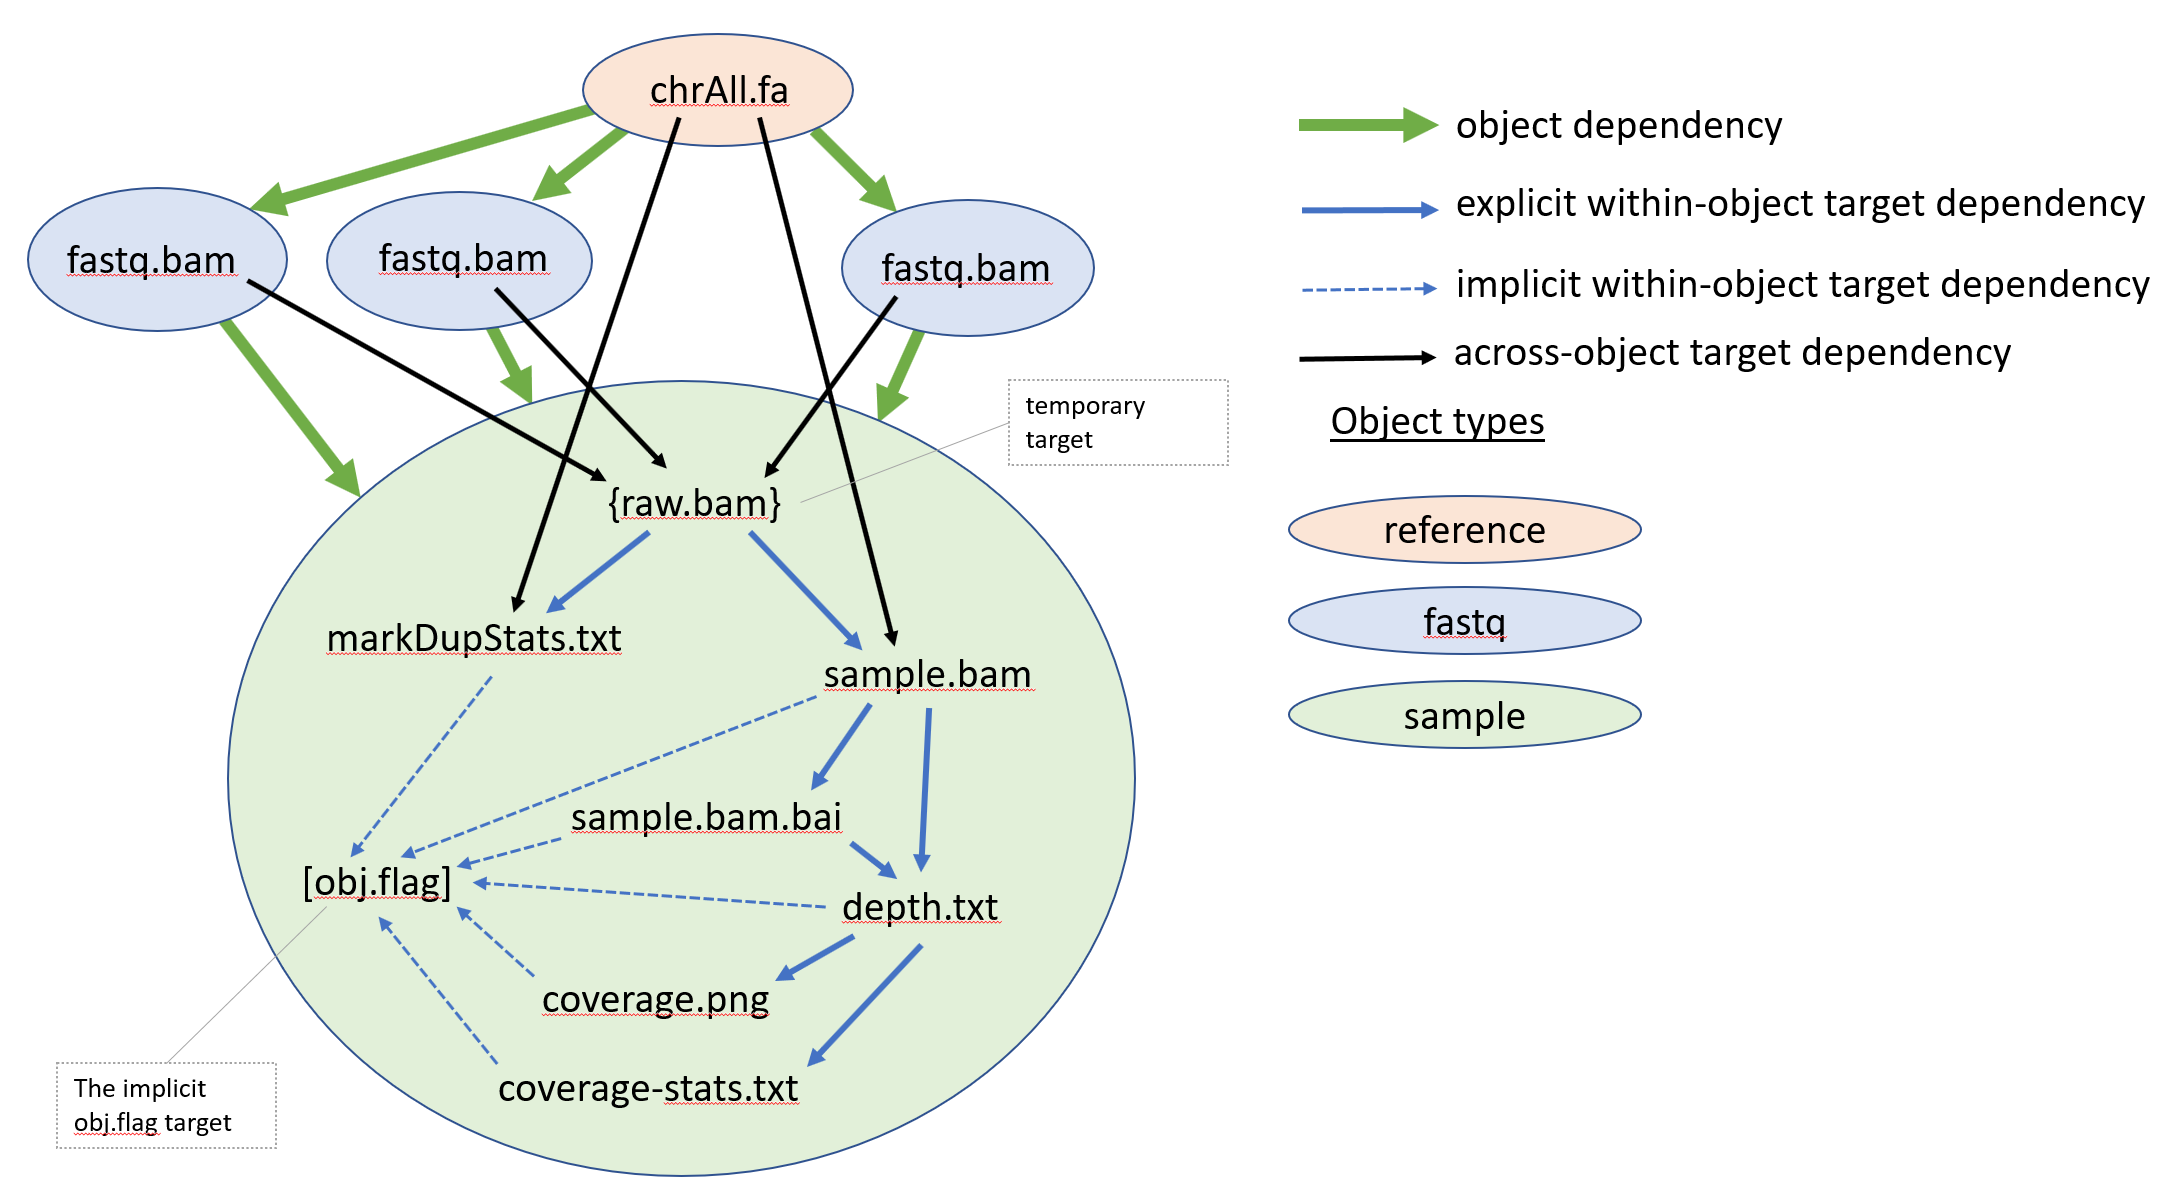 chrAll.fa
fastq.bam
fastq.bam
fastq.bam
{raw.bam}
temporary
target
markDupStats.txt
sample.bam
sample.bam.bai
[obj.flag]
depth.txt
coverage.png
coverage-stats.txt
The implicit
obj.flag target
object dependency
explicit within-object target dependency
implicit within-object target dependency
across-object target dependency
Object types
reference
fastq
sample